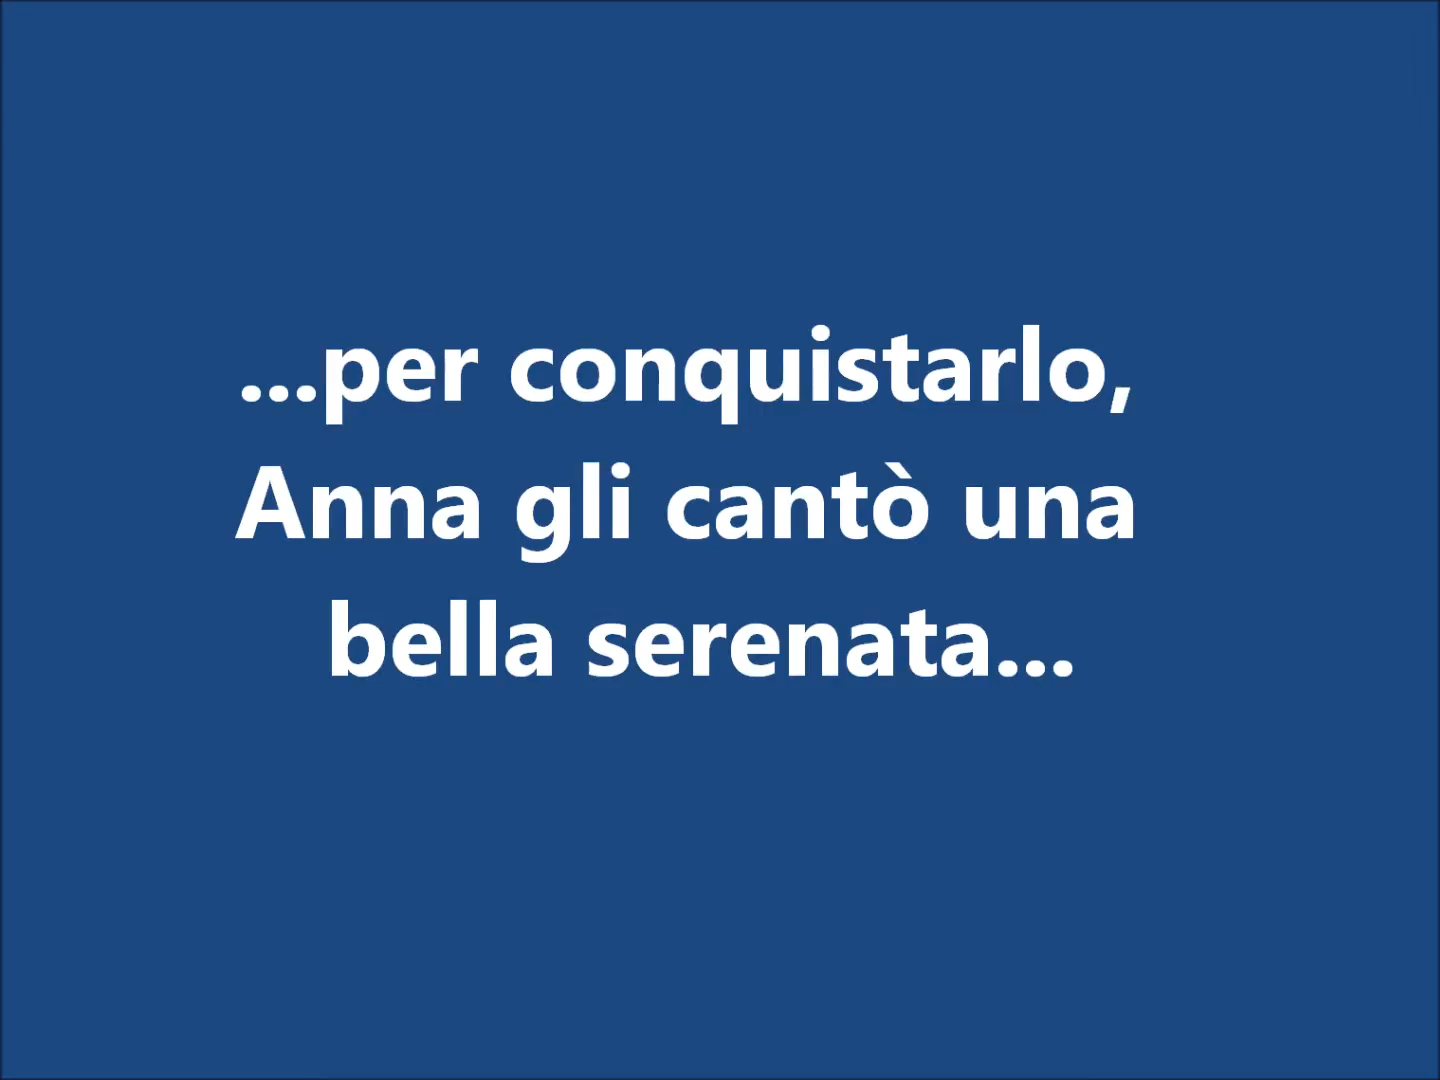 ...per conquistarlo,
Anna gli cantò una
bella serenata...